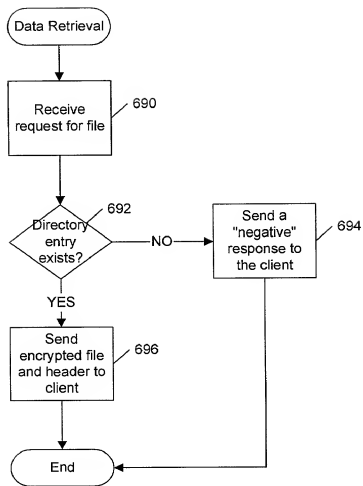 Data Retrieval
Receive
request for file
690
Directory
entry
exists?
692
NO
Send a
"negative"
response to
the client
694
YES
Send
encrypted file
and header to
client
696
End